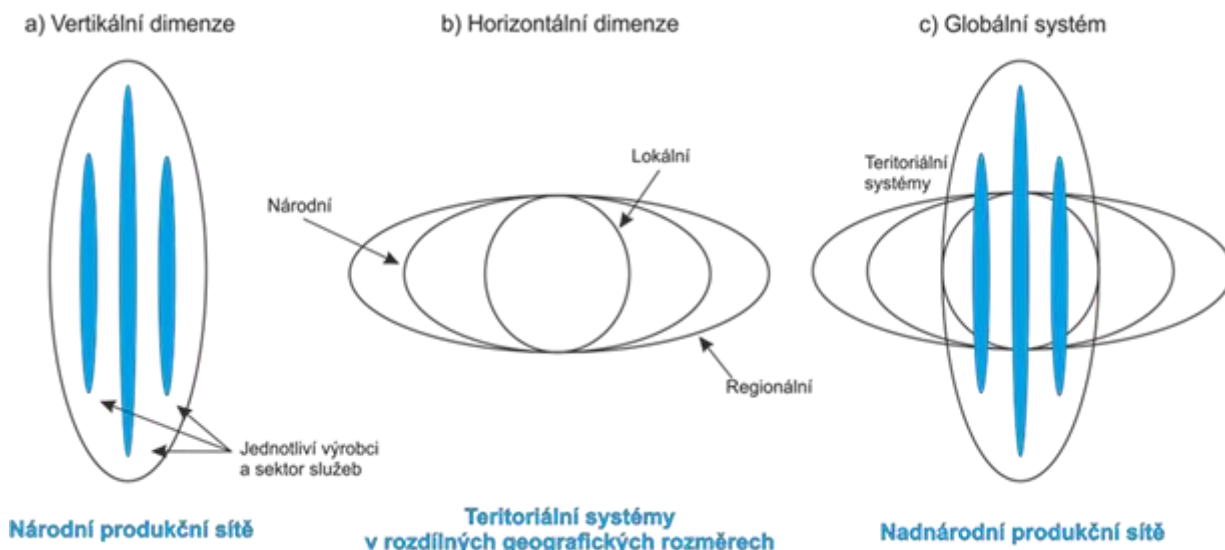 a) Vertikální dimenze
b) Horizontální dimenze
c) Globální systém
Lokální
Národní
Regionální
Teritoriální
systémy
Jednotliví výrobci
a sektor služeb
Národní produkční sítě
Teritoriální systémy
v rozdílných geografických rozměrech
Nadnárodní produkční sítě